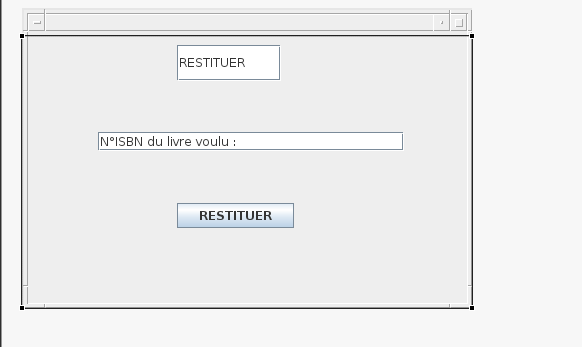 RESTITUER
N°ISBN du livre voulu :
RESTITUER